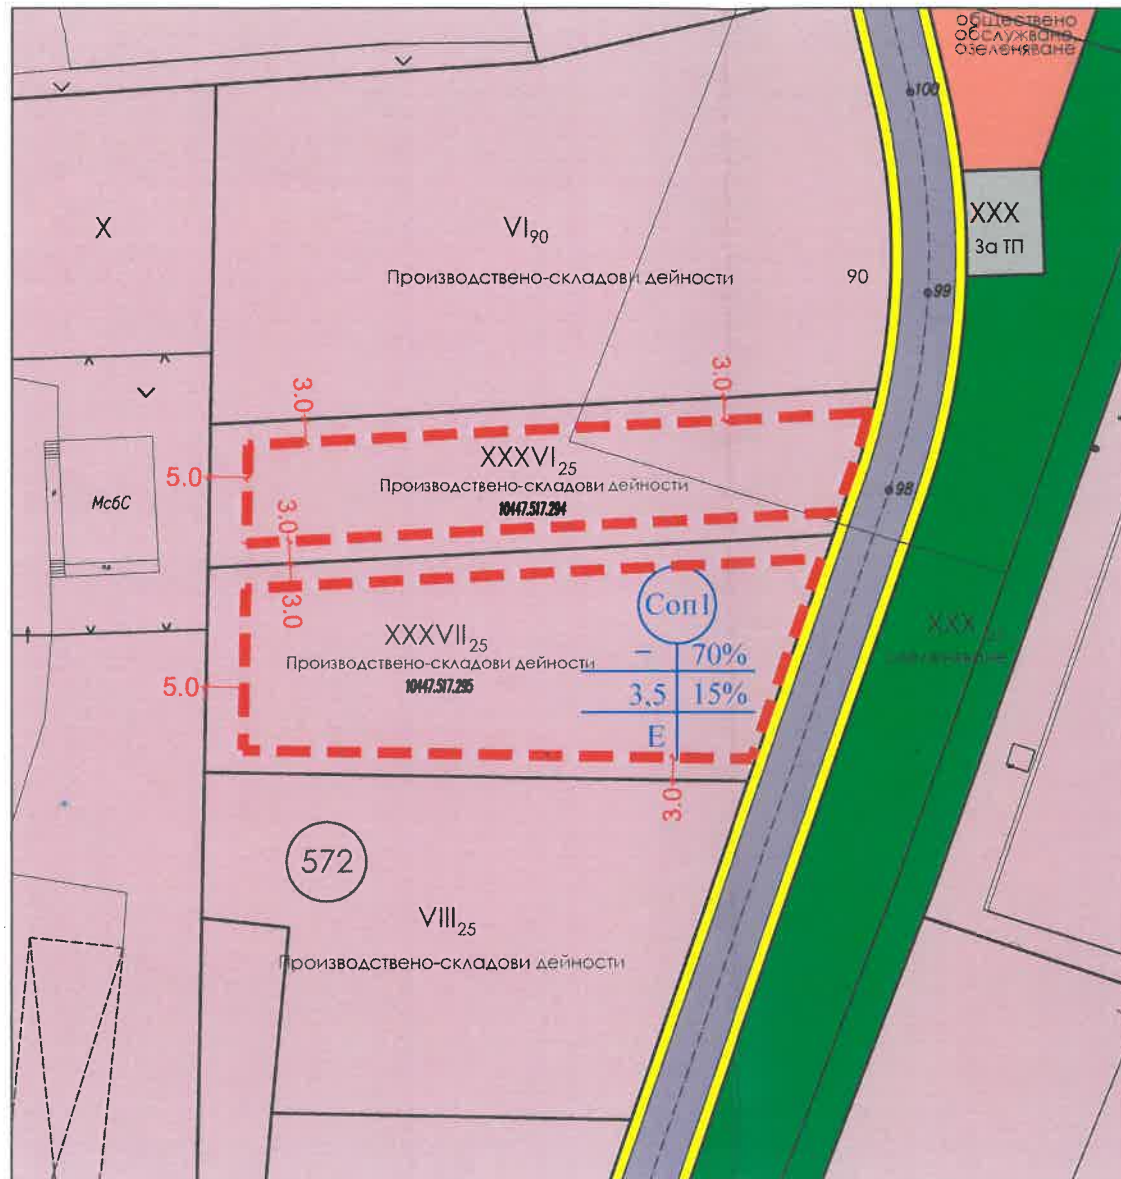 обществено
обслужване,
озеленяване
100
X
VI90
XXX
За ТП
Производствено-складови дейности
90
99
3.0
3.0
XXXVI25
5.0
Производствено-складови дейности
98
МсбС
10447.517.294
3.0
3.0
Соп1
XXX
XXXVII25
озеленяване
- 70%
Производствено-складови дейности
10447.517.295
5.0
3,5 15%
Е
3.0
572
VIII25
Производствено-складови дейности